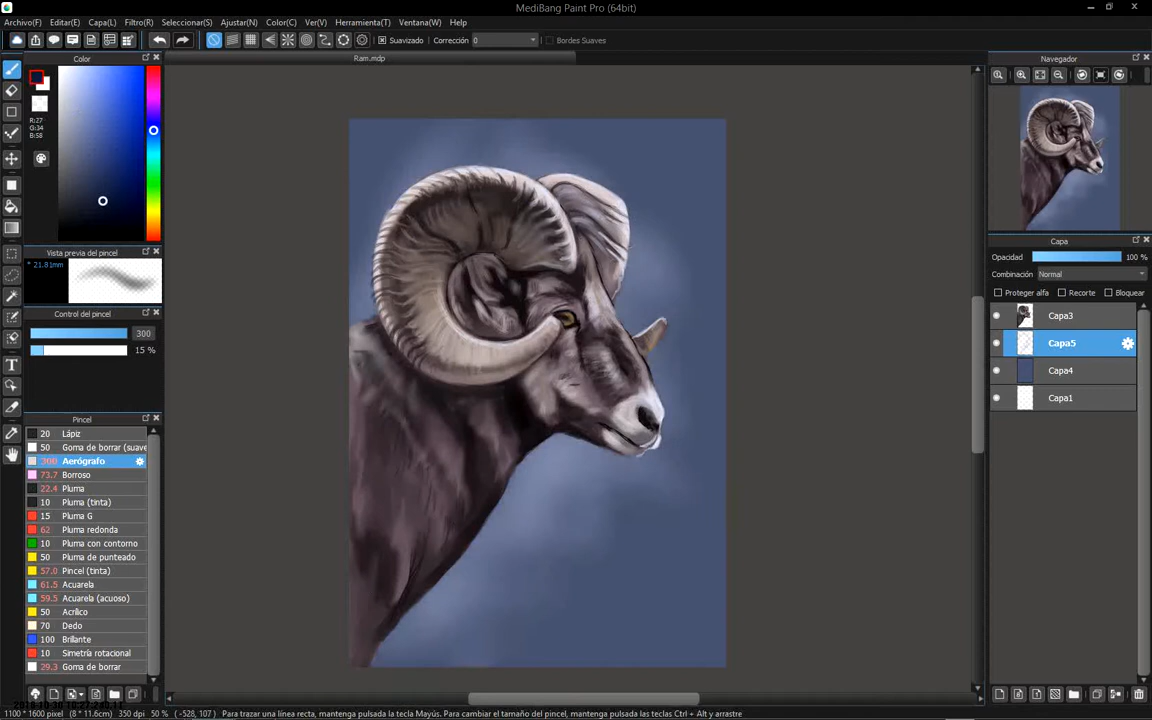 MediBang Paint Pro (64bit)
Archivo(F) Editar(E) Capa(L) Filtro(R) Seleccionar(S) Ajustar(N) Color(C) Ver(V) Herramienta(T) Ventana(W) Help
Suavizado Corrección 0 Bordes Suaves
Color
Ram.mdp
Navegador
R:27
G:34
B:58
Vista previa del pincel
* 21.81mm
Control del pincel
300
15 %
Pincel
20 Lápiz
50 Goma de borrar (suave
300 Aerógrafo
73.7 Borroso
22.4 Pluma
10 Pluma (tinta)
15 Pluma G
62 Pluma redonda
10 Pluma con contorno
50 Pluma de punteado
57.0 Pincel (tinta)
61.5 Acuarela
59.5 Acuarela (acuoso)
50 Acrílico
70 Dedo
100 Brillante
10 Simetría rotacional
29.3 Goma de borrar
Capa
Opacidad 100 %
Combinación Normal
Proteger alfa Recorte Bloquear
Capa3
Capa5
Capa4
Capa1
1100 * 1600 pixel (8 * 11.6cm) 350 dpi 50 % (-528, 107) Para trazar una línea recta, mantenga pulsada la tecla Mayús. Para cambiar el tamaño del pincel, mantenga pulsadas las teclas Ctrl + Alt y arrastre